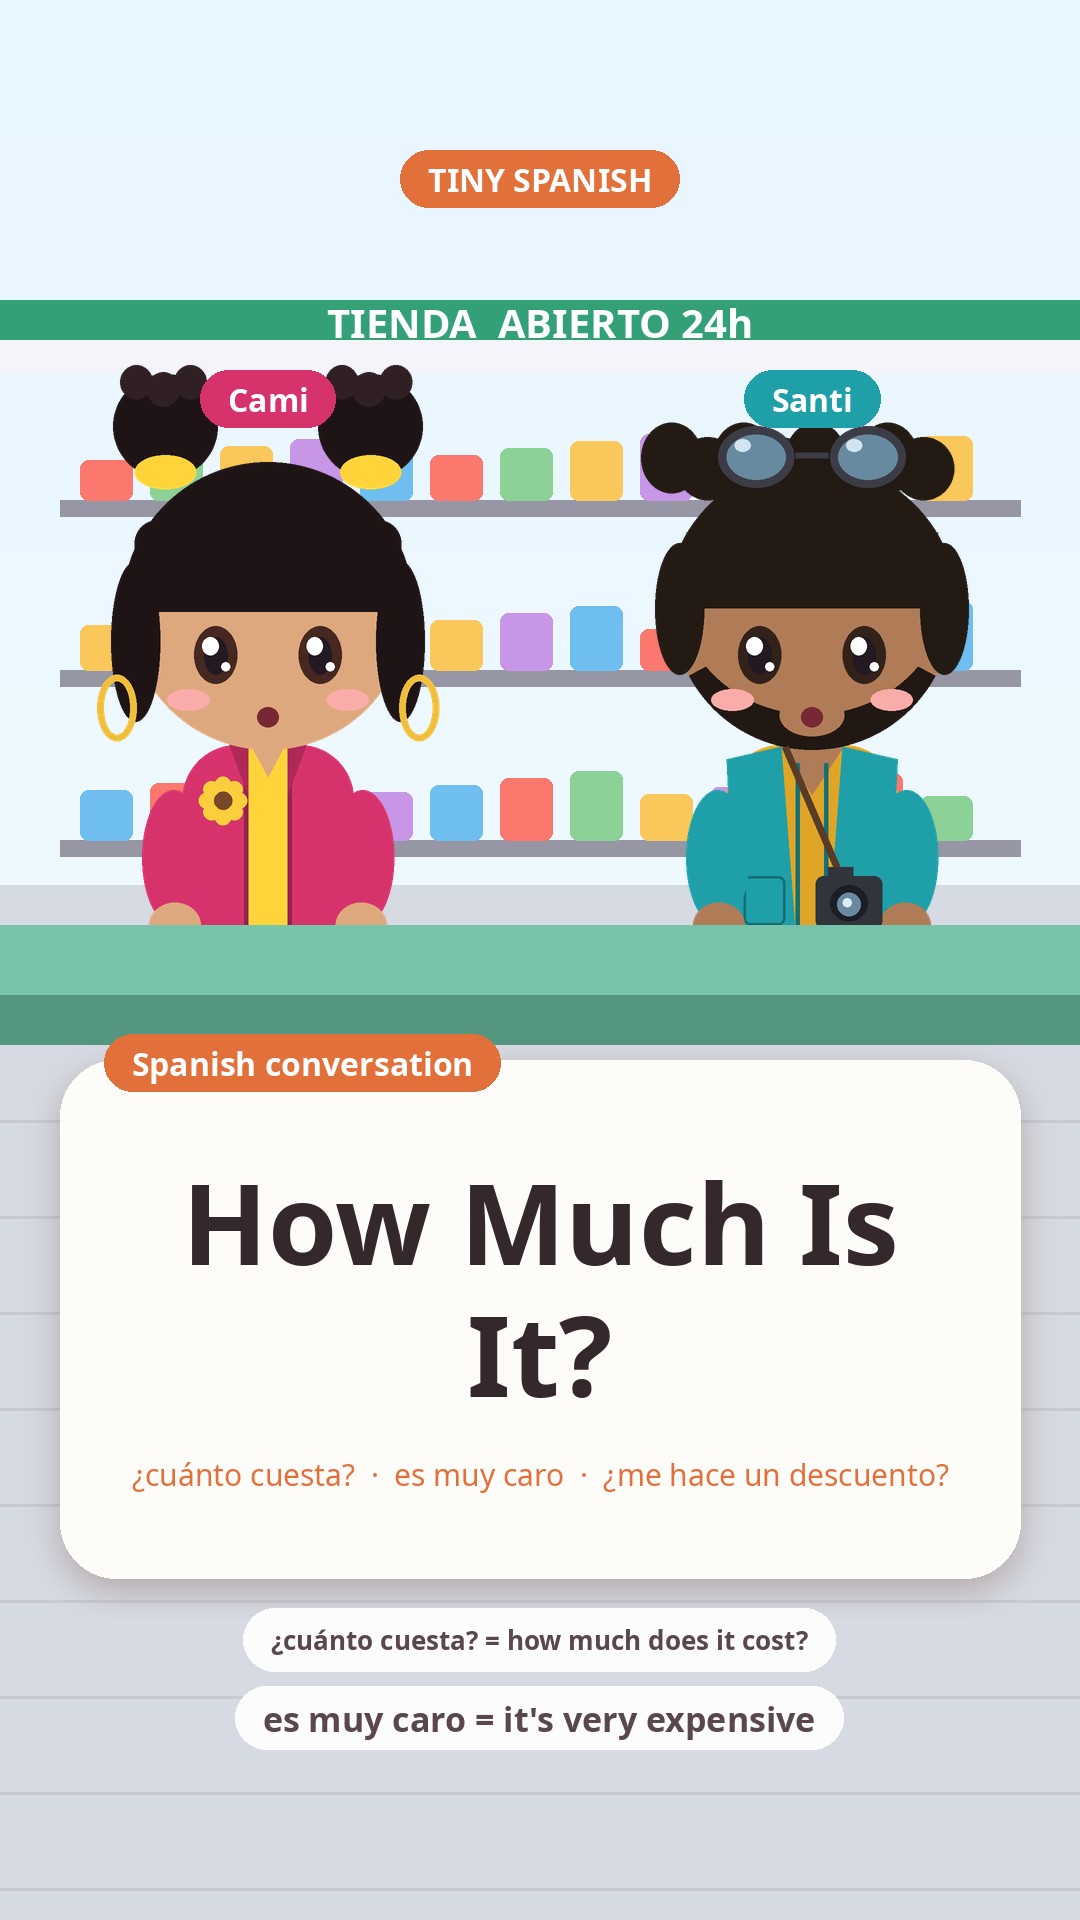 TINY SPANISH
TIENDA ABIERTO 24h
Cami
Santi
Spanish conversation
How Much Is
It?
¿cuánto cuesta? · es muy caro · ¿me hace un descuento?
¿cuánto cuesta? = how much does it cost?
es muy caro = it's very expensive